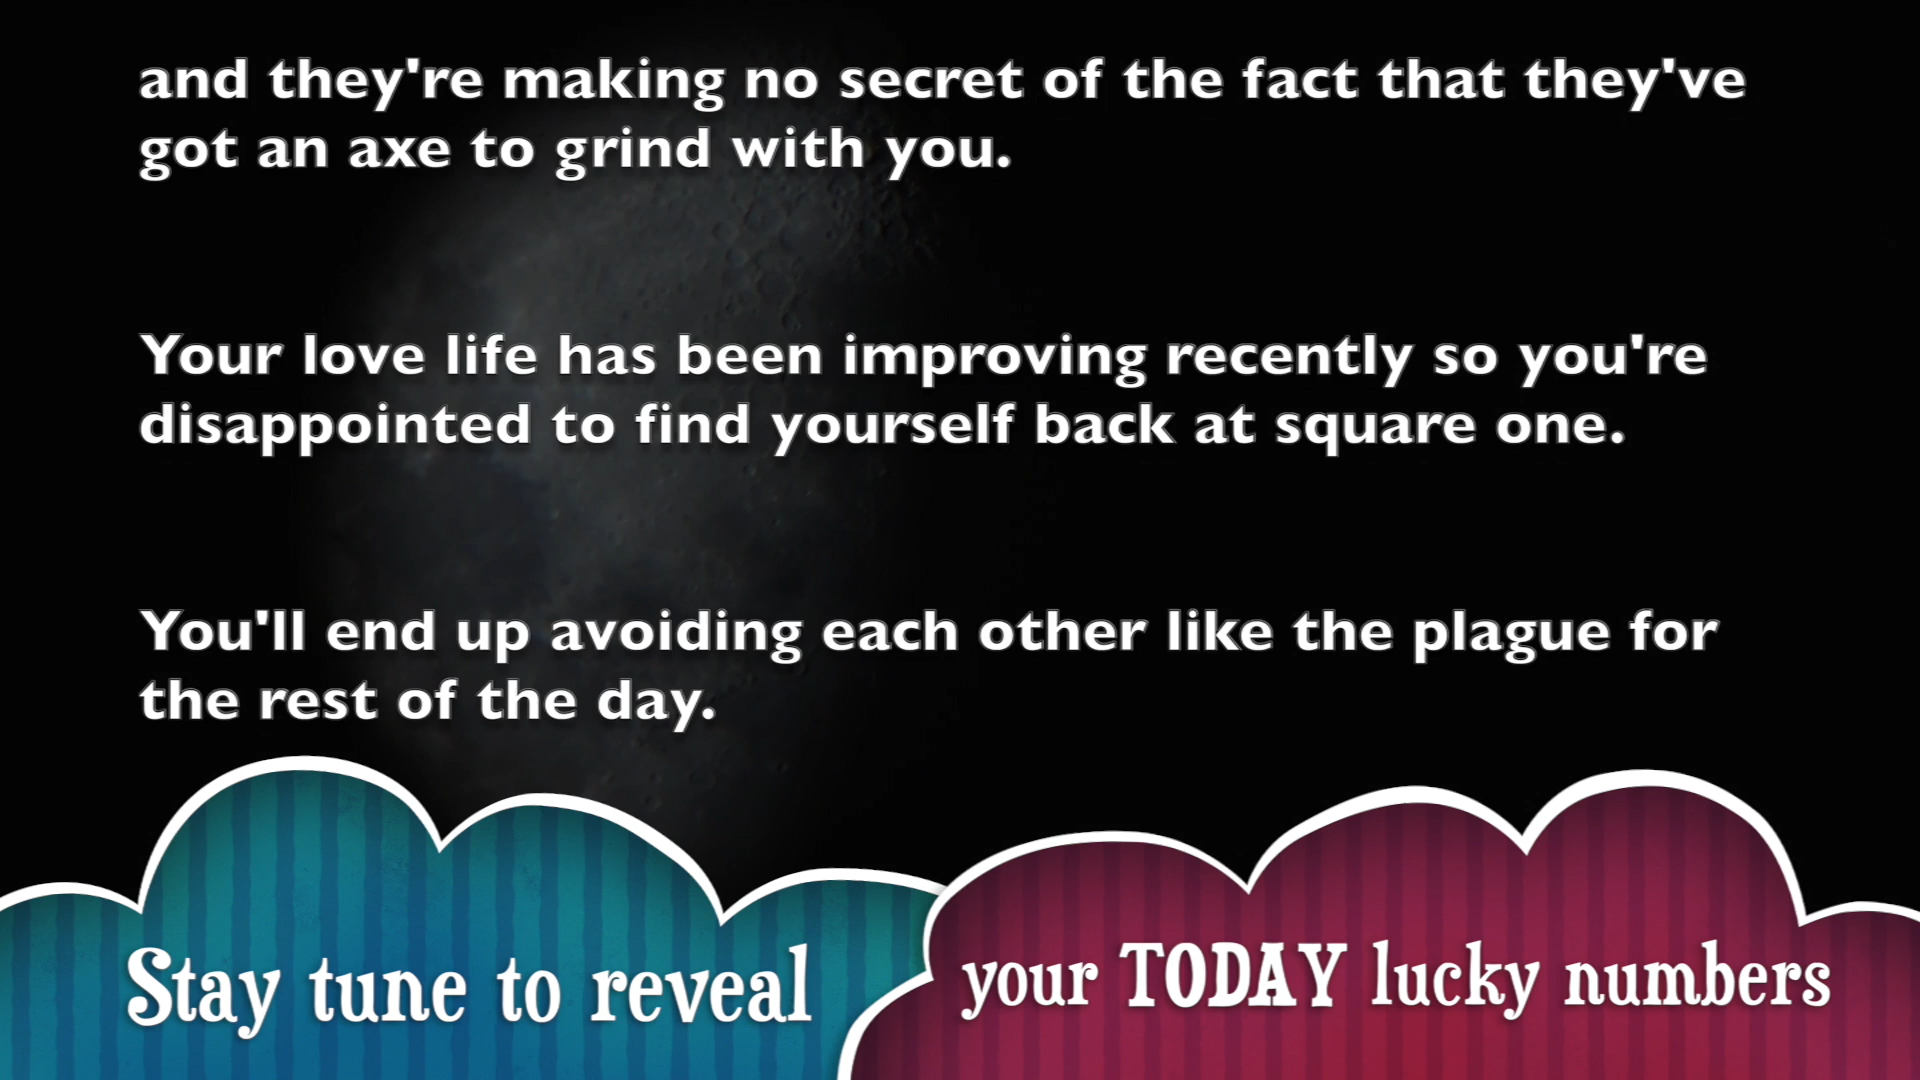 and they're making no secret of the fact that they've
got an axe to grind with you.
Your love life has been improving recently so you're
disappointed to find yourself back at square one.
You'll end up avoiding each other like the plague for
the rest of the day.
Stay tune to reveal
your TODAY lucky numbers